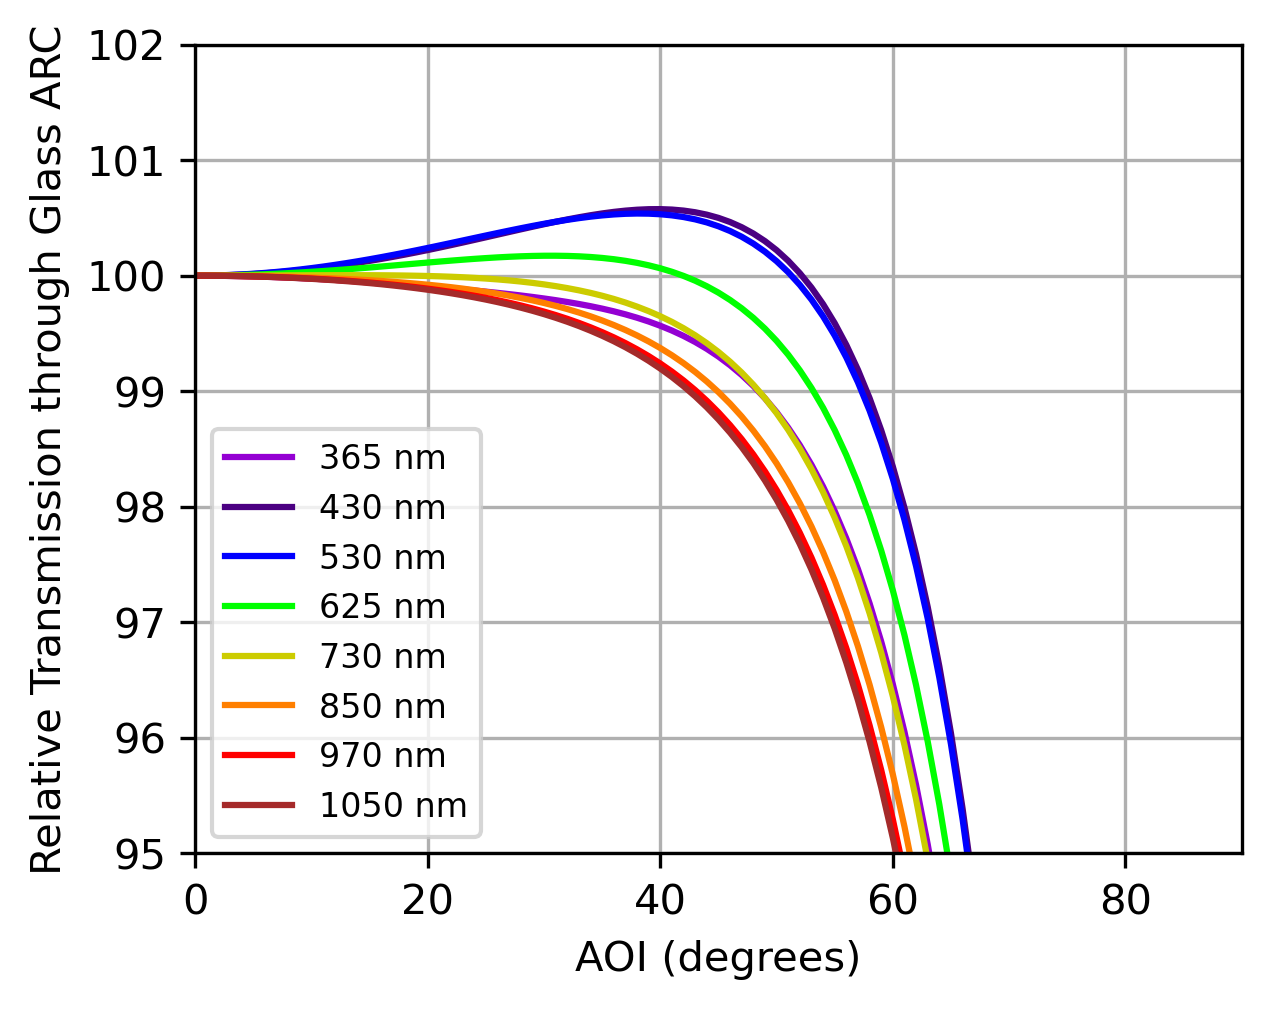 Relative Transmission through Glass ARC
102
101
100
99
98
97
96
95
365 nm
430 nm
530 nm
625 nm
730 nm
850 nm
970 nm
1050 nm
0 20 40 60 80
AOI (degrees)